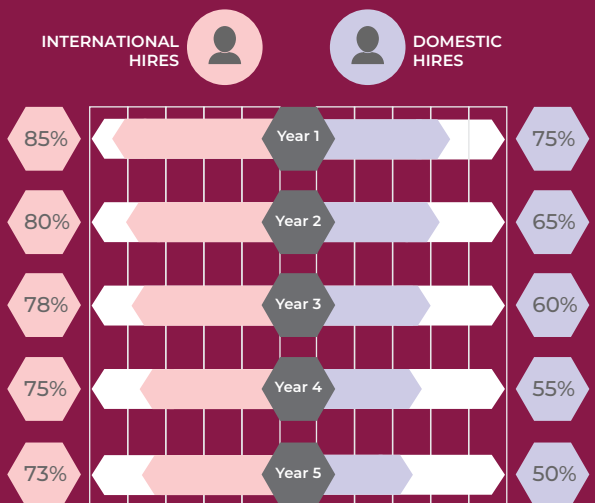 INTERNATIONAL
HIRES
DOMESTIC
HIRES
85%
Year 1
75%
80%
Year 2
65%
78%
Year 3
60%
75%
Year 4
55%
73%
Year 5
50%